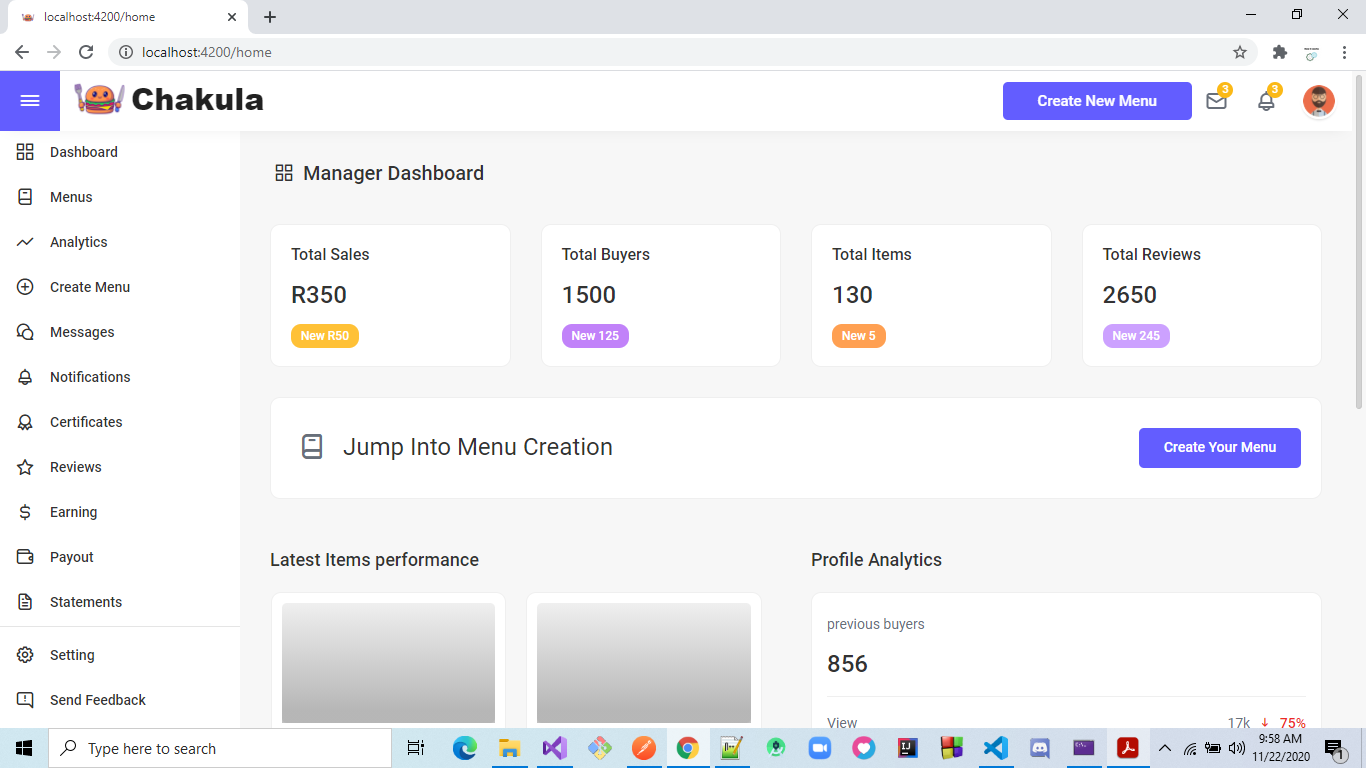 localhost:4200/home
localhost:4200/home
Chakula
Create New Menu
3
3
Dashboard
Menus
Analytics
Create Menu
Messages
Notifications
Certificates
Reviews
Earning
Payout
Statements
Setting
Send Feedback
Manager Dashboard
Total Sales
R350
New R50
Total Buyers
1500
New 125
Total Items
130
New 5
Total Reviews
2650
New 245
Jump Into Menu Creation
Create Your Menu
Latest Items performance
Profile Analytics
previous buyers
856
View 17k 75%
Type here to search
9:58 AM
11/22/2020
1